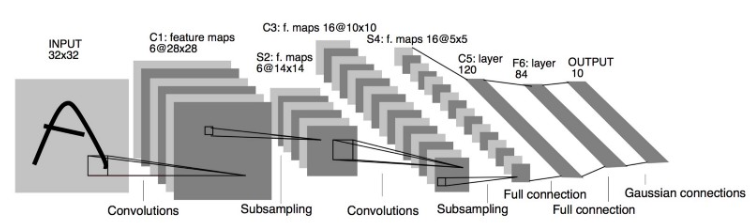 INPUT
32x32
C1: feature maps
6@28x28
S2: f. maps
6@14x14
C3: f. maps 16@10x10
S4: f. maps 16@5x5
C5: layer
120
F6: layer
84
OUTPUT
10
A
Convolutions
Subsampling
Convolutions
Subsampling
Full connection
Full connection
Gaussian connections